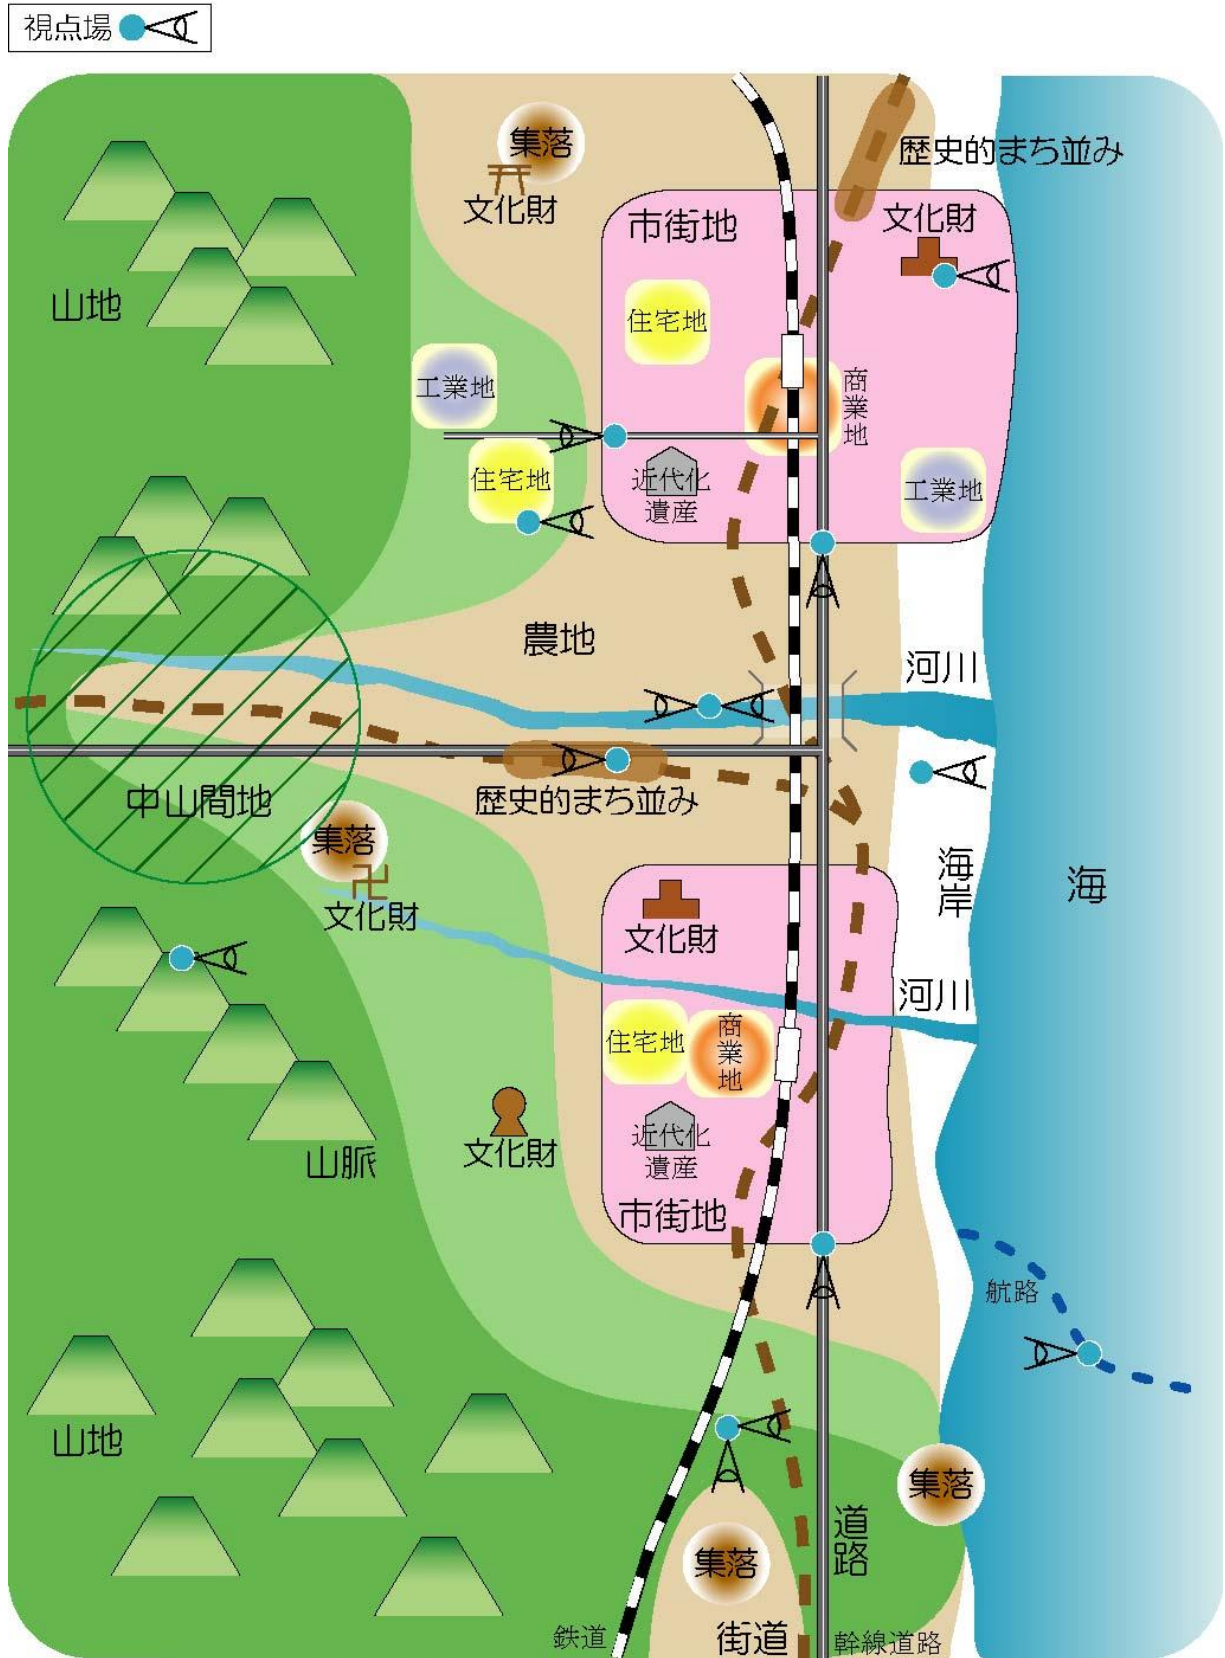 視点場
集落
歴史的まち並み
文化財
市街地
文化財
山地
住宅地
工業地
商業地
住宅地
近代化
遺産
工業地
農地
河川
中山間地
歴史的まち並み
集落
海岸
海
文化財
文化財
河川
住宅地
商業地
近代化
遺産
文化財
山脈
市街地
航路
山地
集落
道路
集落
鉄道
街道
幹線道路